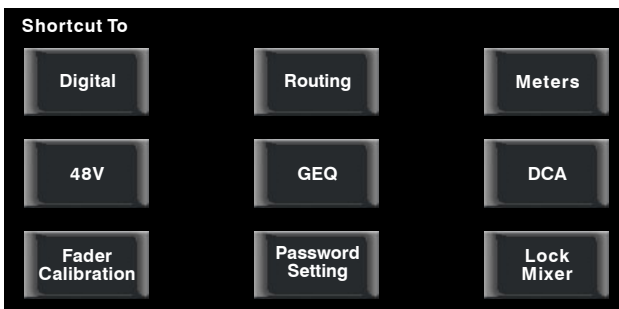 Shortcut To
Digital
Routing
Meters
48V
GEQ
DCA
Fader
Calibration
Password
Setting
Lock
Mixer